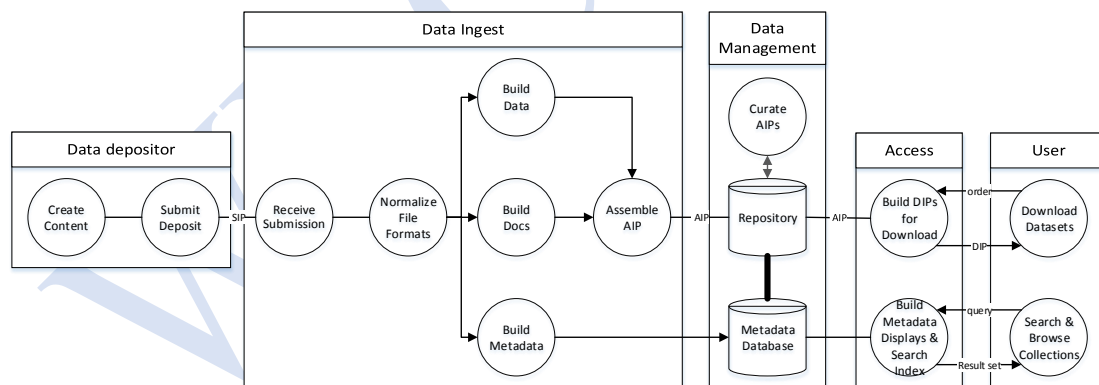 Data Ingest
Data
Management
Data depositor
Access
User
Create
Content
Submit
Deposit
SIP
Receive
Submission
Normalize
File
Formats
Build
Data
Build
Docs
Build
Metadata
Assemble
AIP
AIP
Curate
AIPs
Repository
Metadata
Database
AIP
Build DIPs
for
Download
order
DIP
Download
Datasets
Build
Metadata
Displays &
Search
Index
query
Result set
Search &
Browse
Collections